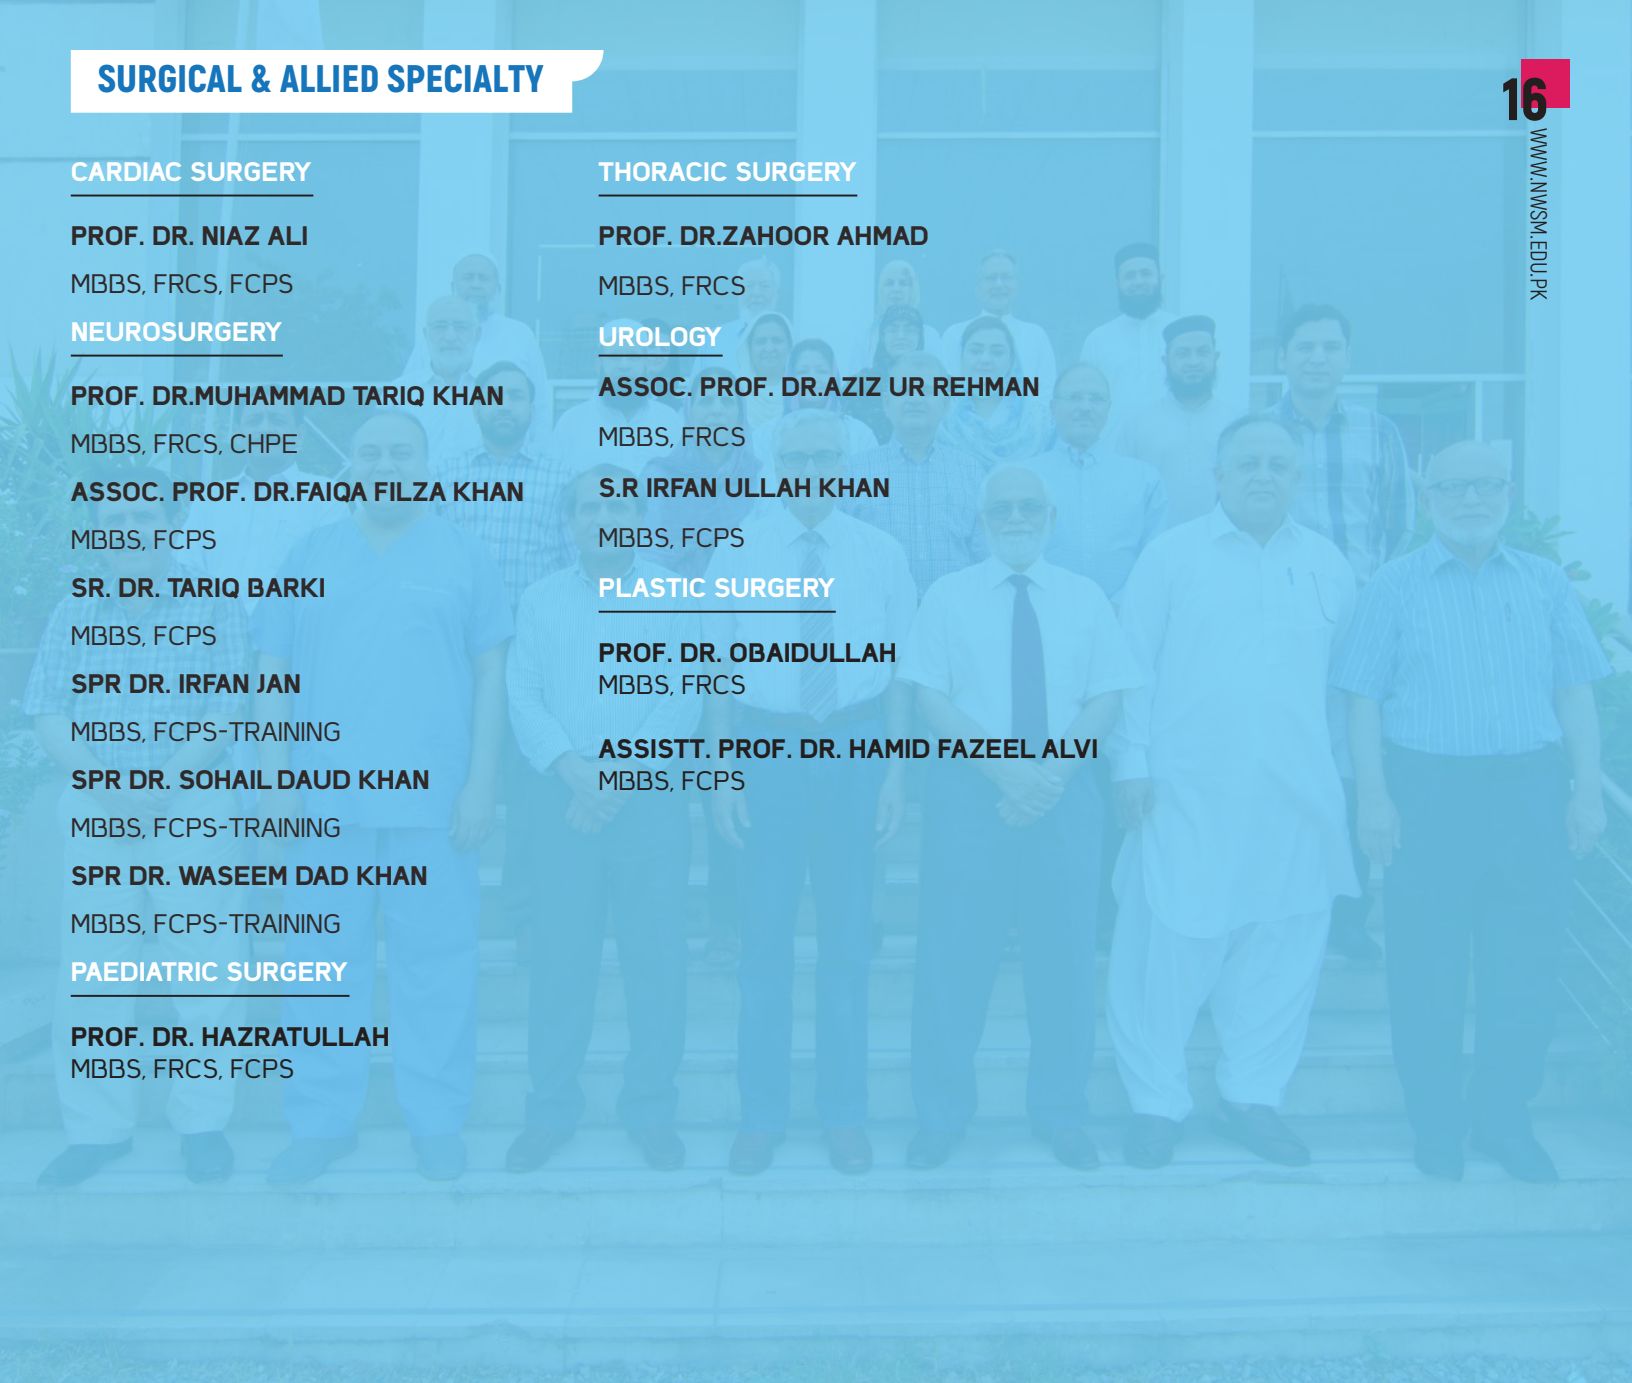 SURGICAL & ALLIED SPECIALTY
16
WWW.NWSM.EDU.PK
CARDIAC SURGERY
PROF. DR. NIAZ ALI
MBBS, FRCS, FCPS
NEUROSURGERY
PROF. DR.MUHAMMAD TARIQ KHAN
MBBS, FRCS, CHPE
ASSOC. PROF. DR.FAIQA FILZA KHAN
MBBS, FCPS
SR. DR. TARIQ BARKI
MBBS, FCPS
SPR DR. IRFAN JAN
MBBS, FCPS-TRAINING
SPR DR. SOHAIL DAUD KHAN
MBBS, FCPS-TRAINING
SPR DR. WASEEM DAD KHAN
MBBS, FCPS-TRAINING
PAEDIATRIC SURGERY
PROF. DR. HAZRATULLAH
MBBS, FRCS, FCPS
THORACIC SURGERY
PROF. DR.ZAHOOR AHMAD
MBBS, FRCS
UROLOGY
ASSOC. PROF. DR.AZIZ UR REHMAN
MBBS, FRCS
S.R IRFAN ULLAH KHAN
MBBS, FCPS
PLASTIC SURGERY
PROF. DR. OBAIDULLAH
MBBS, FRCS
ASSISTT. PROF. DR. HAMID FAZEEL ALVI
MBBS, FCPS